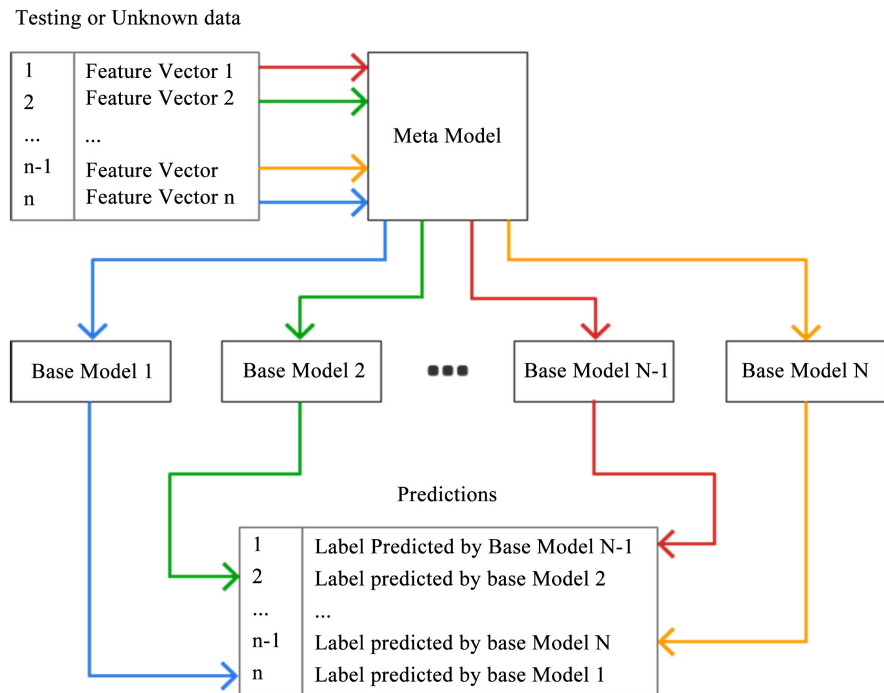 Testing or Unknown data
1 Feature Vector 1
2 Feature Vector 2
... ...
n-1 Feature Vector
n Feature Vector n
Meta Model
Base Model 1
Base Model 2
Base Model N-1
Base Model N
Predictions
1 Label Predicted by Base Model N-1
2 Label predicted by base Model 2
... ...
n-1 Label predicted by base Model N
n Label predicted by base Model 1